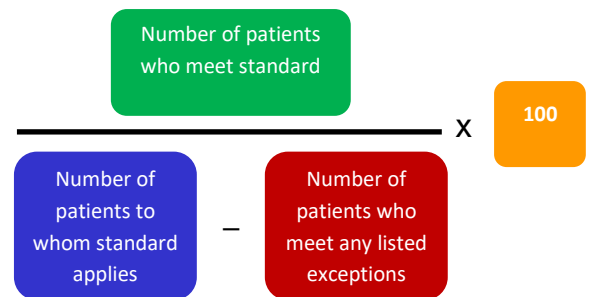 Number of patients
who meet standard
x
100
Number of
patients to
whom standard
applies
–
Number of
patients who
meet any listed
exceptions